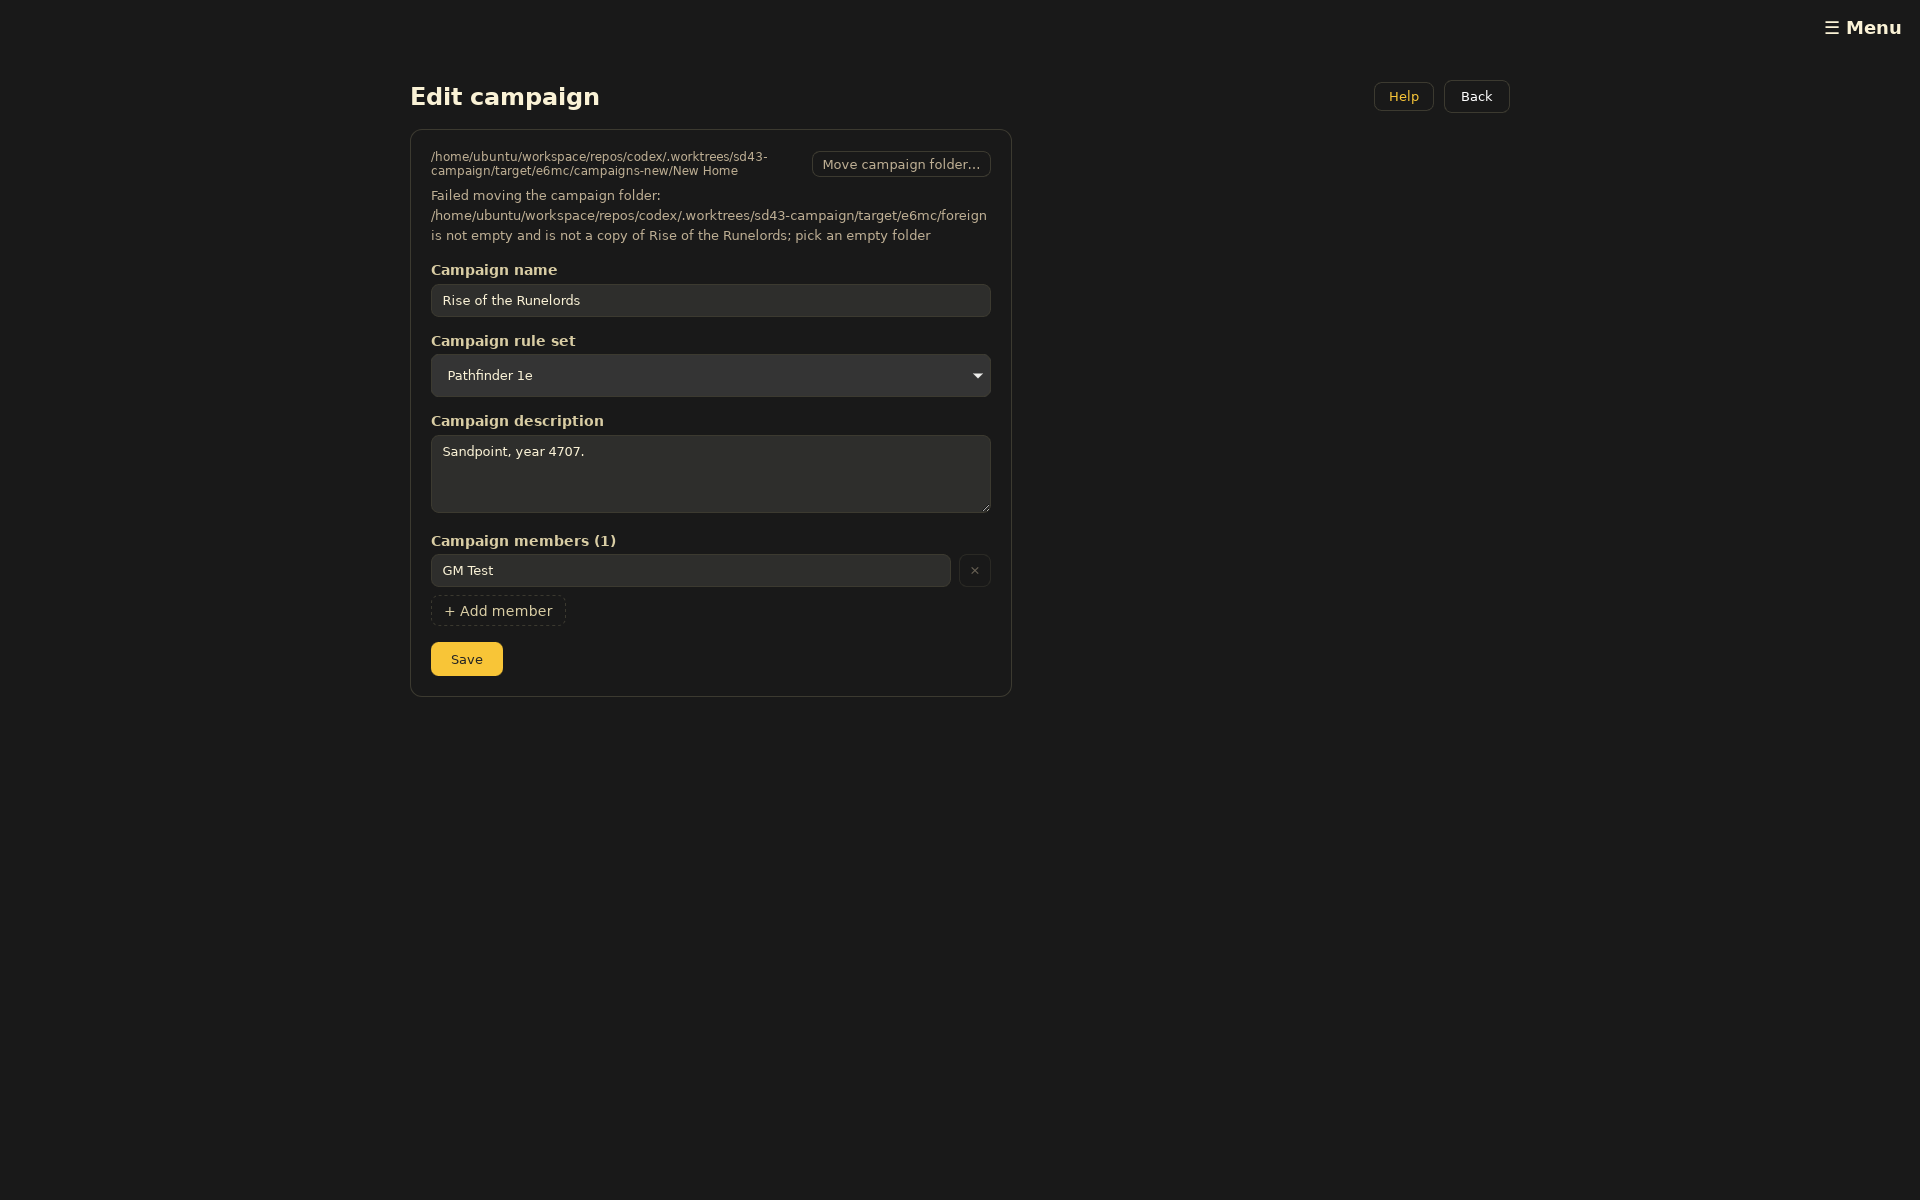 ☰ Menu
Edit campaign
Help
Back
/home/ubuntu/workspace/repos/codex/.worktrees/sd43-
campaign/target/e6mc/campaigns-new/New Home
Move campaign folder…
Failed moving the campaign folder:
/home/ubuntu/workspace/repos/codex/.worktrees/sd43-campaign/target/e6mc/foreign
is not empty and is not a copy of Rise of the Runelords; pick an empty folder
Campaign name
Rise of the Runelords
Campaign rule set
Pathfinder 1e
Campaign description
Sandpoint, year 4707.
Campaign members (1)
GM Test
×
+ Add member
Save